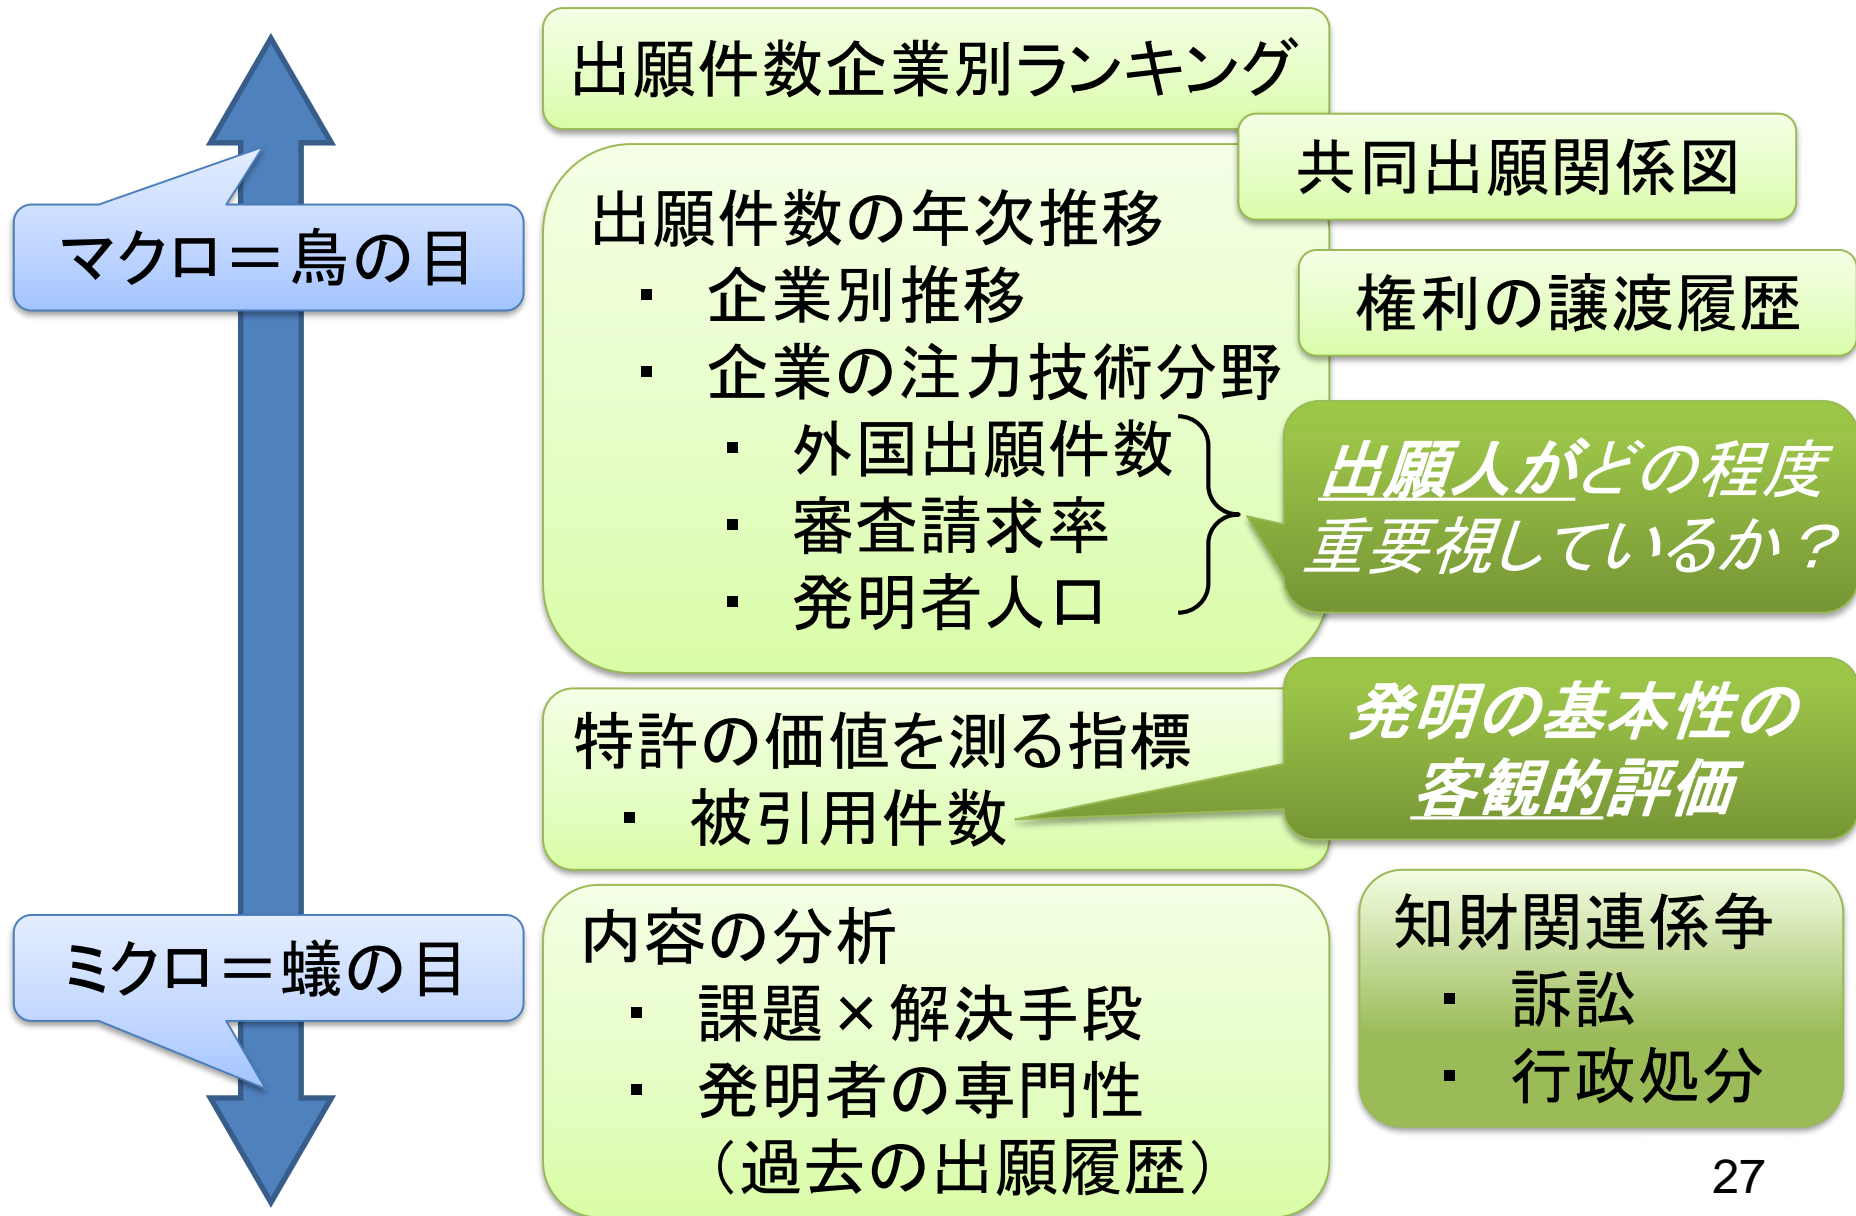 出願件数企業別ランキング
共同出願関係図
マクロ＝鳥の目
出願件数の年次推移
・ 企業別推移
・ 企業の注力技術分野
・ 外国出願件数
・ 審査請求率
・ 発明者人口
権利の譲渡履歴
出願人がどの程度
重要視しているか？
特許の価値を測る指標
・ 被引用件数
発明の基本性の
客観的評価
ミクロ＝蟻の目
内容の分析
・ 課題×解決手段
・ 発明者の専門性
（過去の出願履歴）
知財関連係争
・ 訴訟
・ 行政処分
27